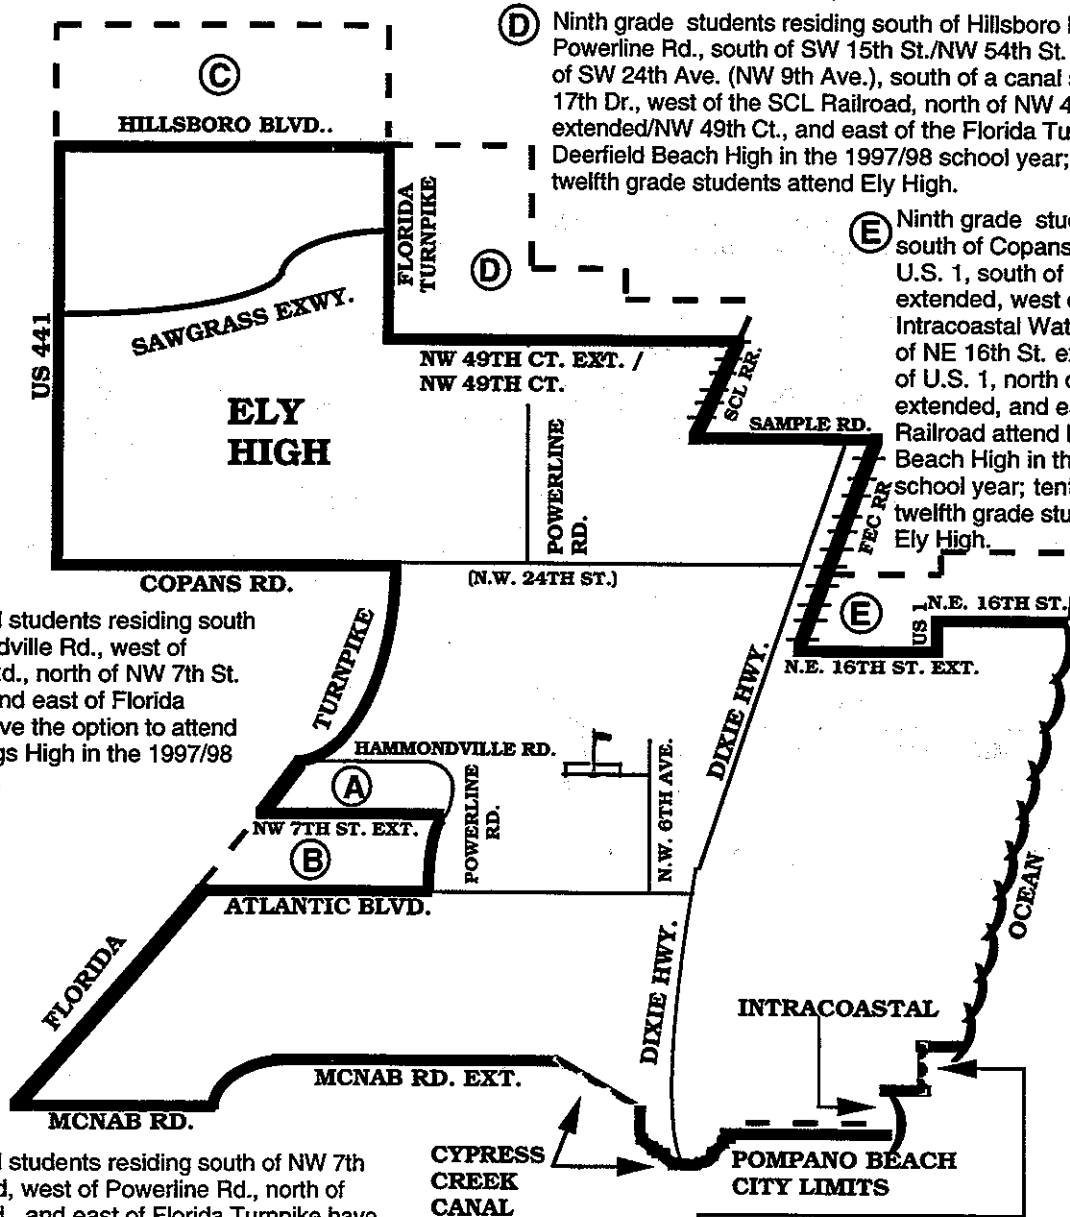 D
Ninth grade students residing south of Hillsboro
Powerline Rd., south of SW 15th St./NW 54th St.
of SW 24th Ave. (NW 9th Ave.), south of a canal
17th Dr., west of the SCL Railroad, north of NW 4
extended/NW 49th Ct., and east of the Florida Tu
Deerfield Beach High in the 1997/98 school year;
twelfth grade students attend Ely High.
C
HILLSBORO BLVD..
FLORIDA
TURNPIKE
D
E
Ninth grade stu
south of Copans
U.S. 1, south of
extended, west
Intracoastal Wat
of NE 16th St. e
of U.S. 1, north
extended, and e
Railroad attend
Beach High in th
school year; ten
twelfth grade stu
Ely High.
US 441
SAWGRASS EXWY.
NW 49TH CT. EXT. /
NW 49TH CT.
SCL RR.
ELY
HIGH
SAMPLE RD.
POWERLINE
RD.
FEC RR
COPANS RD.
(N.W. 24TH ST.)
E
US 1
N.E. 16TH ST.
N.E. 16TH ST. EXT.
students residing south
dville Rd., west of
d., north of NW 7th St.
nd east of Florida
ve the option to attend
gs High in the 1997/98
TURNPIKE
DIXIE HWY.
HAMMONDVILLE RD.
A
NW 7TH ST. EXT.
POWERLINE
RD.
N.W. 6TH AVE.
B
ATLANTIC BLVD.
OCEAN
FLORIDA
DIXIE HWY.
INTRACOASTAL
MCNAB RD. EXT.
MCNAB RD.
students residing south of NW 7th
d, west of Powerline Rd., north of
d., and east of Florida Turnpike have
CYPRESS
CREEK
CANAL
POMPANO BEACH
CITY LIMITS